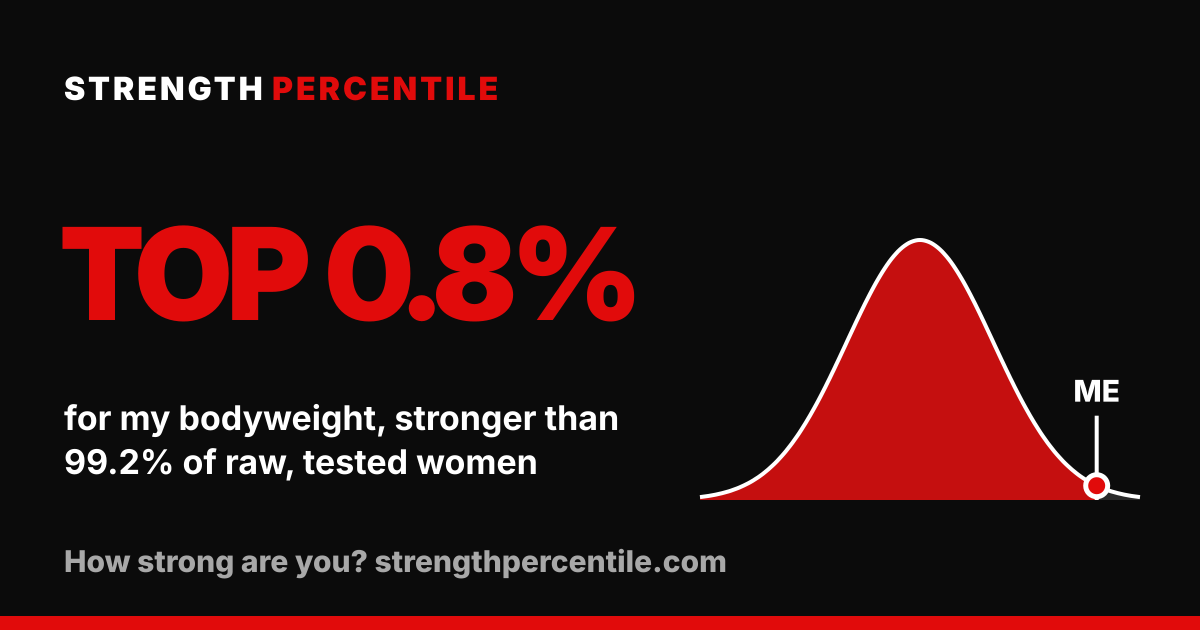 STRENGTH PERCENTILE
TOP 0.8%
ME
for my bodyweight, stronger than
99.2% of raw, tested women
How strong are you? strengthpercentile.com